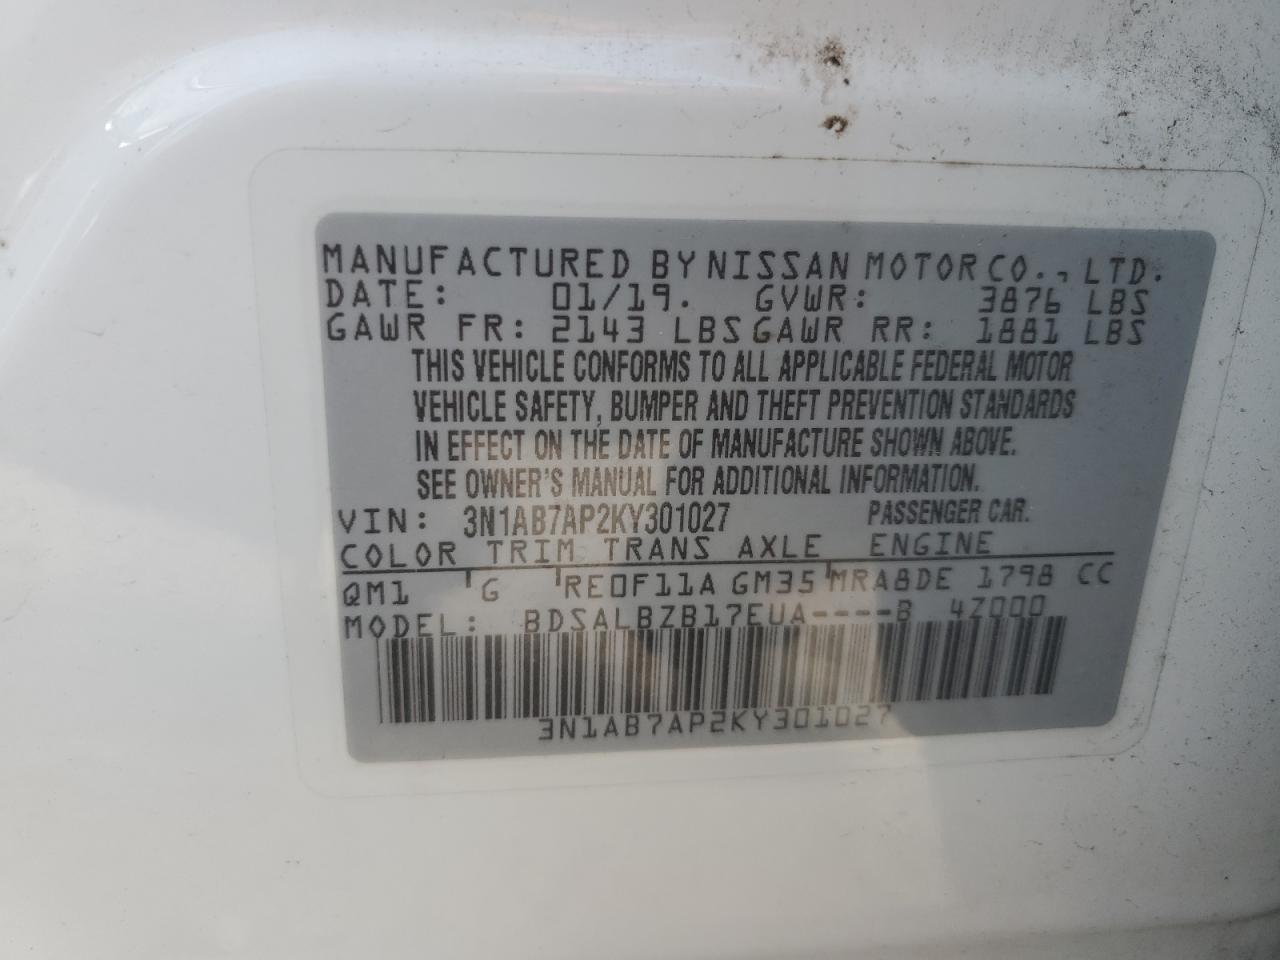 MANUFACTURED BY NISSAN MOTOR CO., LTD.
DATE: 01/19. GVWR: 3876 LBS
GAWR FR: 2143 LBS GAWR RR: 1881 LBS
THIS VEHICLE CONFORMS TO ALL APPLICABLE FEDERAL MOTOR
VEHICLE SAFETY, BUMPER AND THEFT PREVENTION STANDARDS
IN EFFECT ON THE DATE OF MANUFACTURE SHOWN ABOVE.
SEE OWNER'S MANUAL FOR ADDITIONAL INFORMATION.
VIN: 3N1AB7AP2KY301027 PASSENGER CAR.
COLOR TRIM TRANS AXLE ENGINE
QM1 G RE0F11A GM35 MRA8DE 1798 CC
MODEL: BDSALBZB17EUA----B 4Z000
3N1AB7AP2KY301027